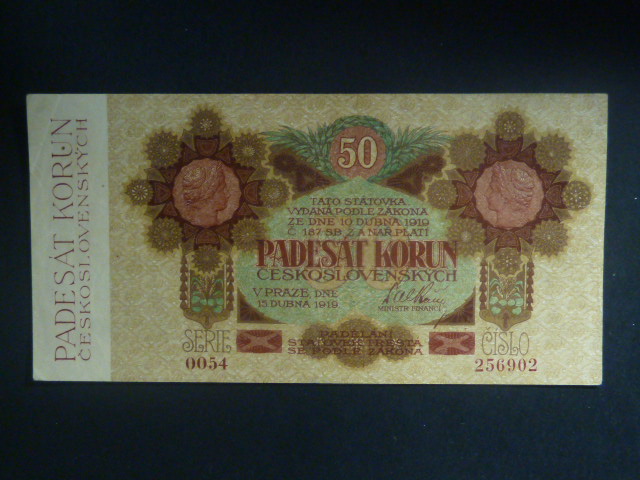 PADESÁT KORUN
ČESKOSLOVENSKÝCH
50
TATO STÁTOVKA
VYDANÁ PODLE ZÁKONA
ZE DNE 10 DUBNA 1919
Č 187 SB. Z A NAR. PLATÍ
PADESÁT KORUN
ČESKOSLOVENSKÝCH
V PRAZE, DNE
15 DUBNA 1919
MINISTR FINANCÍ
SERIE
0054
PADĚLÁNÍ
STÁTOVEK TRESTÁ
SE PODLE ZÁKONA
ČÍSLO
256902